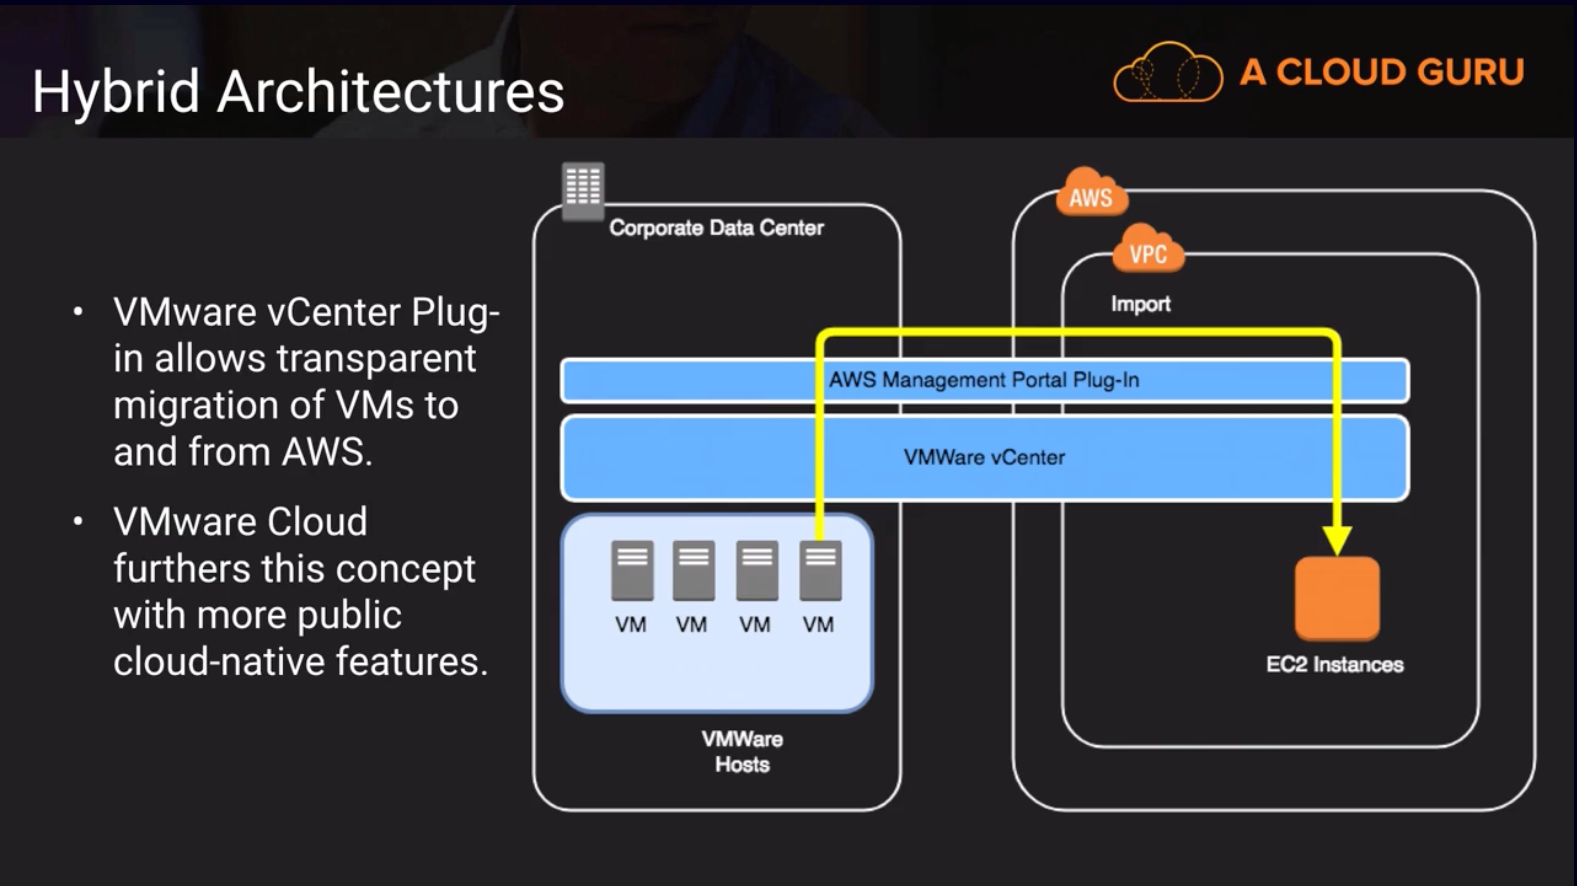 Hybrid Architectures
A CLOUD GURU
• VMware vCenter Plug-
in allows transparent
migration of VMs to
and from AWS.
• VMware Cloud
furthers this concept
with more public
cloud-native features.
Corporate Data Center
AWS
VPC
Import
AWS Management Portal Plug-In
VMWare vCenter
VM VM VM VM
VMWare
Hosts
EC2 Instances